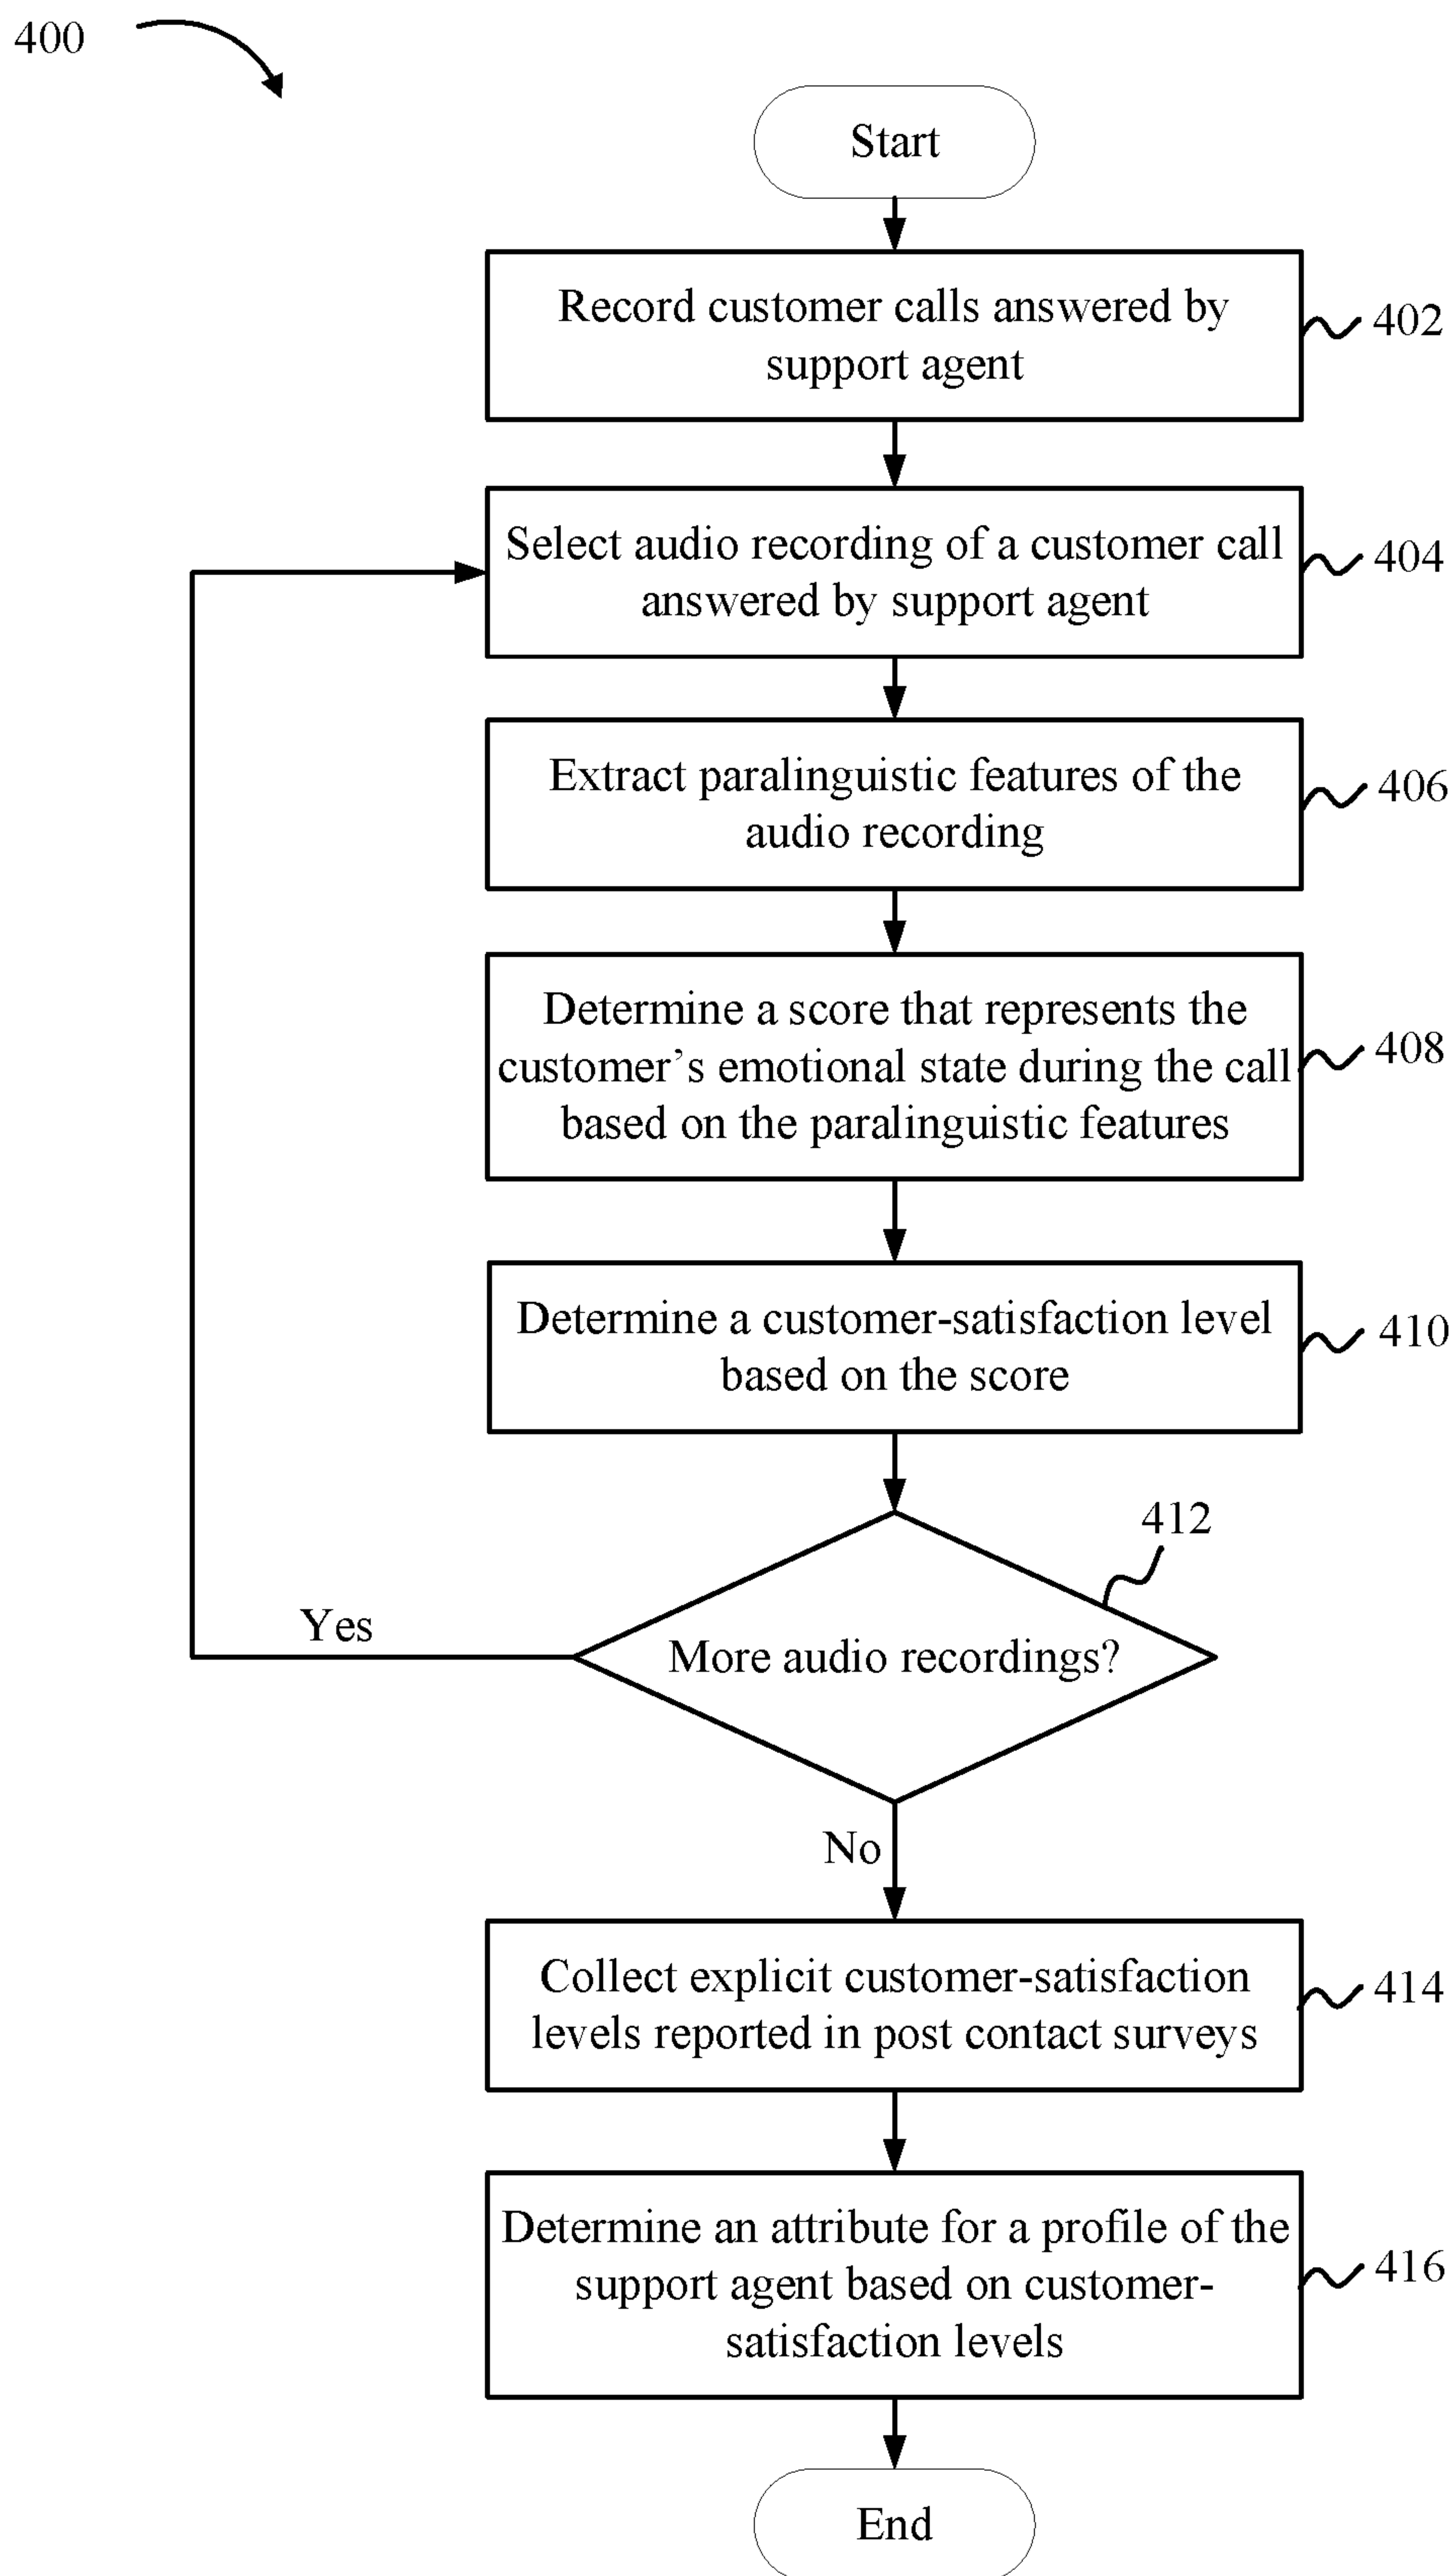 400
Start
Record customer calls answered by
support agent
402
Select audio recording of a customer call
answered by support agent
404
Extract paralinguistic features of the
audio recording
406
Determine a score that represents the
customer’s emotional state during the call
based on the paralinguistic features
408
Determine a customer-satisfaction level
based on the score
410
412
Yes
More audio recordings?
No
Collect explicit customer-satisfaction
levels reported in post contact surveys
414
Determine an attribute for a profile of the
support agent based on customer-
satisfaction levels
416
End